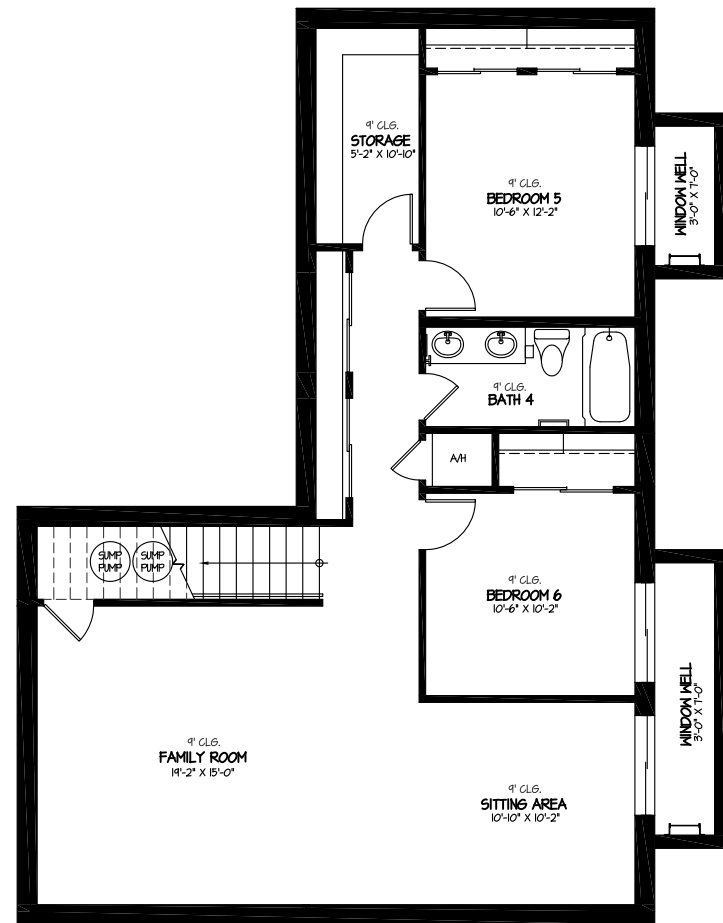 9' CLG.
STORAGE
5'-2" X 10'-10"
9' CLG.
BEDROOM 5
10'-6" X 12'-2"
WINDOW WELL
3'-0" X 7'-0"
9' CLG.
BATH 4
A/H
SUMP
PUMP
SUMP
PUMP
9' CLG.
BEDROOM 6
10'-6" X 10'-2"
WINDOW WELL
3'-0" X 7'-0"
9' CLG.
FAMILY ROOM
19'-2" X 15'-0"
9' CLG.
SITTING AREA
10'-10" X 10'-2"